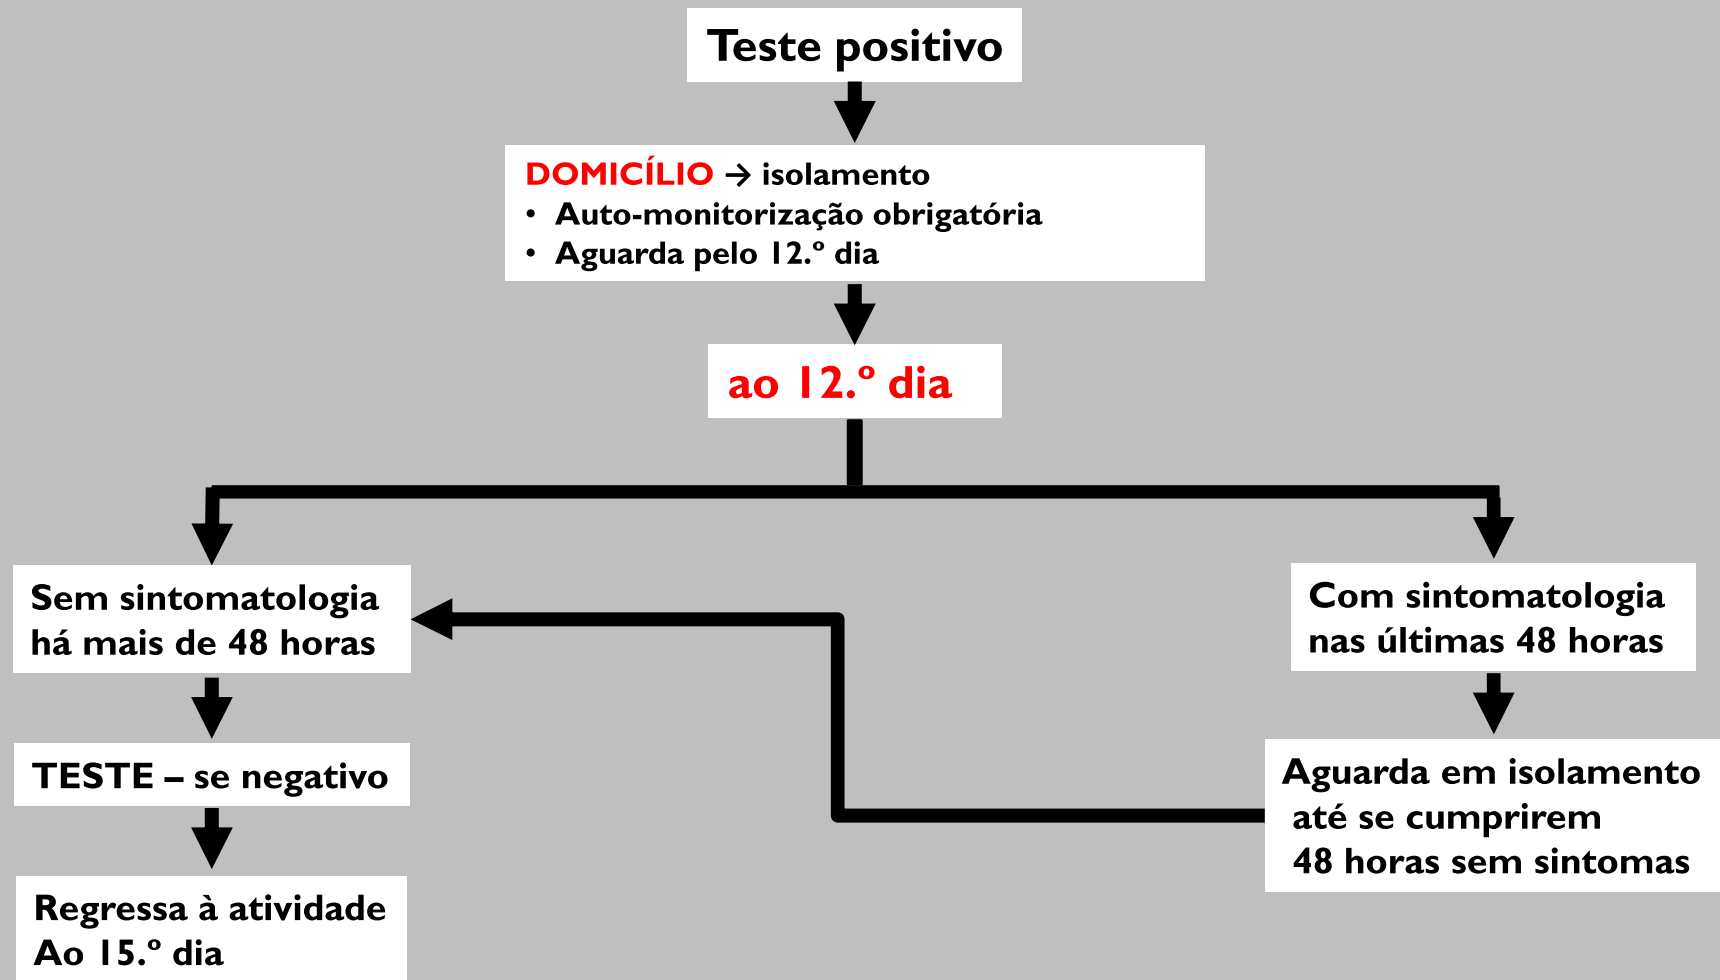 Teste positivo
DOMICÍLIO → isolamento
• Auto-monitorização obrigatória
• Aguarda pelo 12.º dia
ao 12.º dia
Sem sintomatologia
há mais de 48 horas
Com sintomatologia
nas últimas 48 horas
TESTE – se negativo
Aguarda em isolamento
até se cumprirem
48 horas sem sintomas
Regressa à atividade
Ao 15.º dia